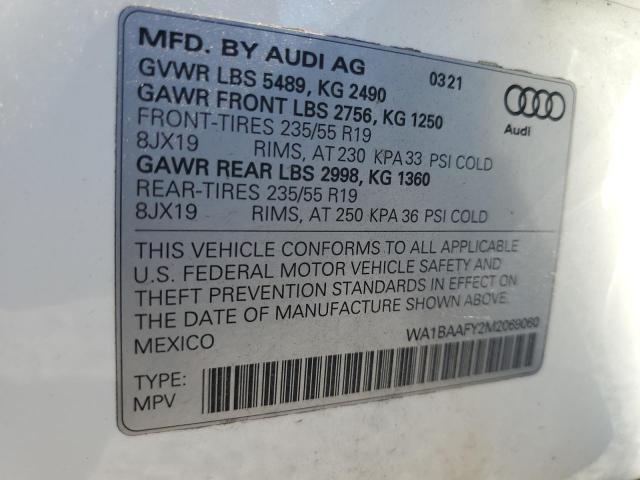 MFD. BY AUDI AG 0321
GVWR LBS 5489, KG 2490
GAWR FRONT LBS 2756, KG 1250
FRONT-TIRES 235/55 R19
8JX19 RIMS, AT 230 KPA 33 PSI COLD
GAWR REAR LBS 2998, KG 1360
REAR-TIRES 235/55 R19
8JX19 RIMS, AT 250 KPA 36 PSI COLD
Audi
THIS VEHICLE CONFORMS TO ALL APPLICABLE
U.S. FEDERAL MOTOR VEHICLE SAFETY AND
THEFT PREVENTION STANDARDS IN EFFECT ON
THE DATE OF MANUFACTURE SHOWN ABOVE.
MEXICO
WA1BAAFY2M2069060
TYPE:
MPV